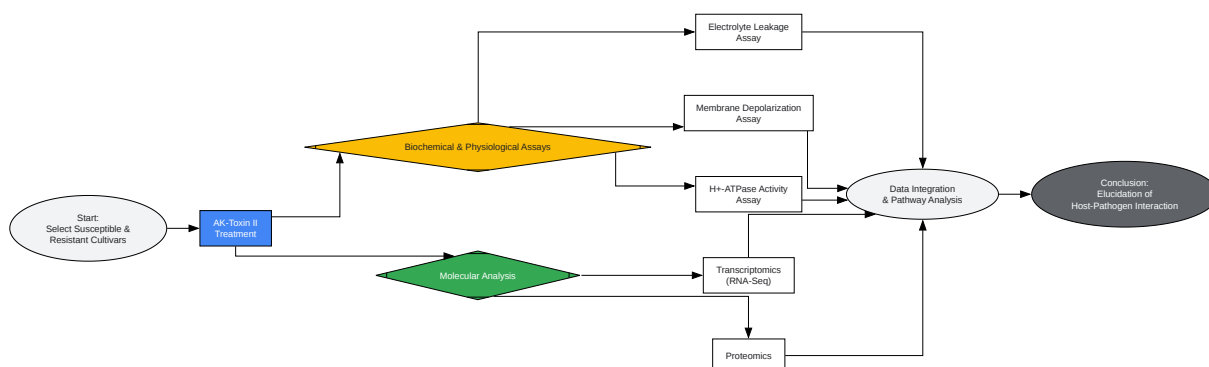 Start:
Select Susceptible &
Resistant Cultivars
AK-Toxin II
Treatment
Biochemical & Physiological Assays
Molecular Analysis
Electrolyte Leakage
Assay
Membrane Depolarization
Assay
H+-ATPase Activity
Assay
Transcriptomics
(RNA-Seq)
Proteomics
Data Integration
& Pathway Analysis
Conclusion:
Elucidation of
Host-Pathogen Interaction